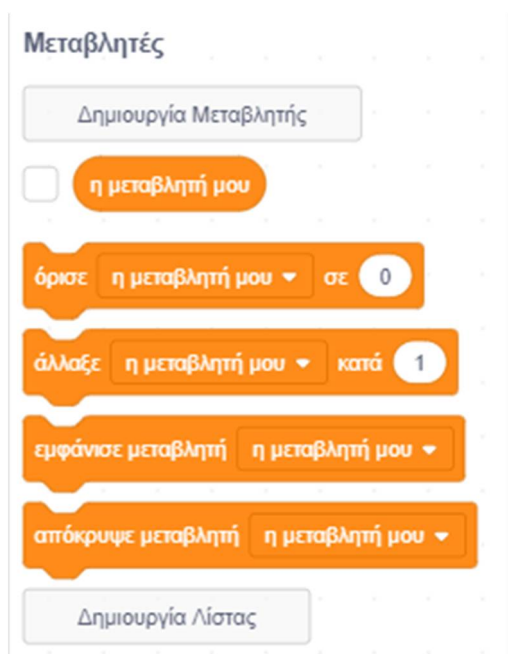 Μεταβλητές
Δημιουργία Μεταβλητής
η μεταβλητή μου
όρισε η μεταβλητή μου σε 0
άλλαξε η μεταβλητή μου κατά 1
εμφάνισε μεταβλητή η μεταβλητή μου
απόκρυψε μεταβλητή η μεταβλητή μου
Δημιουργία Λίστας